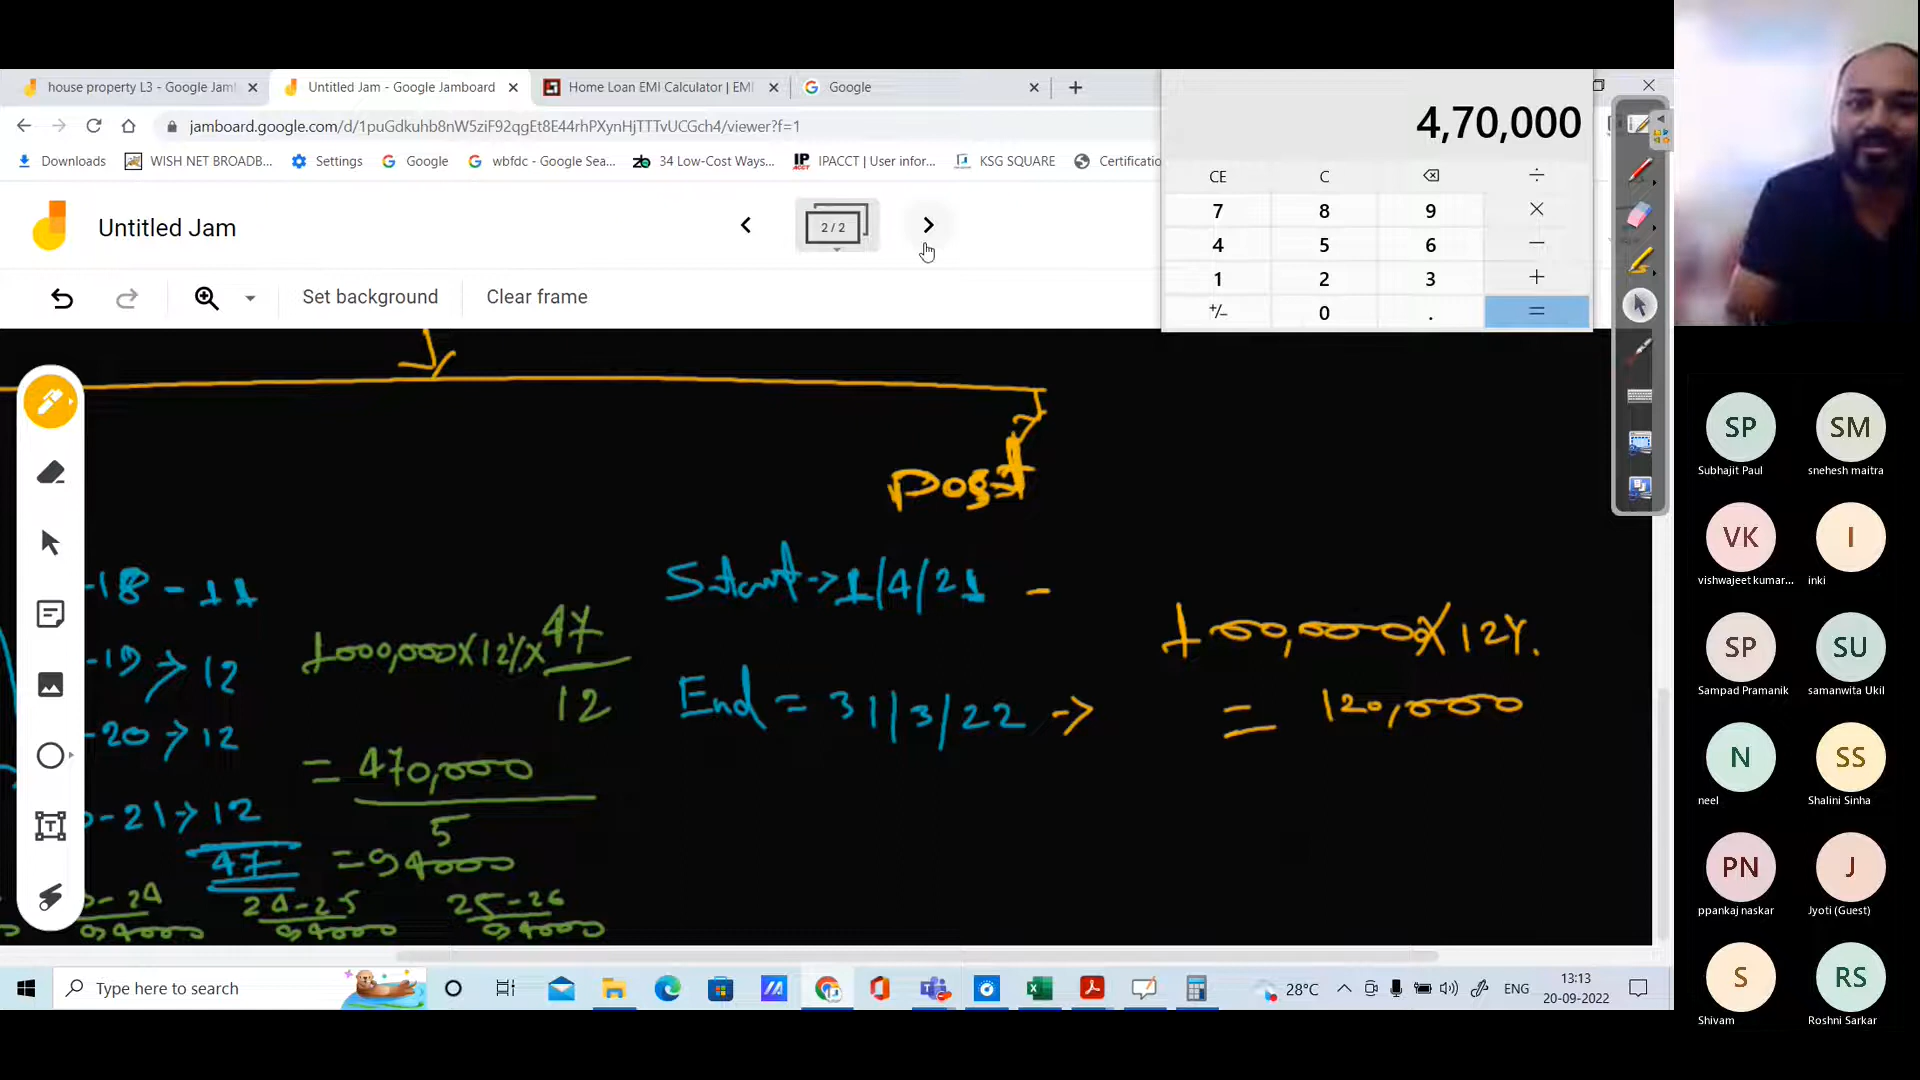 house property L3 - Google Jam
Untitled Jam - Google Jamboard
Home Loan EMI Calculator | EMI
Google
jamboard.google.com/d/1puGdkuhb8nW5ziF92qgEt8E44rhPXynHjTTTvUCGch4/viewer?f=1
Downloads
WISH NET BROADB...
Settings
Google
wbfdc - Google Sea...
34 Low-Cost Ways...
IPACCT | User infor...
KSG SQUARE
Certificatio
4,70,000
CE C ⌫ ÷
7 8 9 ×
4 5 6 −
1 2 3 +
+/− 0 . =
Untitled Jam
2 / 2
Set background
Clear frame
post
-18 - 11
-19 → 12
-20 → 12
-21 → 12
47
1000,000 X 12% X 47/12
= 470,000
5
= 94000
-24
24-25
25-26
94000
94000
94000
Start → 1/4/21 -
End = 31/3/22 →
100,0000 X 12%.
= 120,000
SP
Subhajit Paul
SM
snehesh maitra
VK
vishwajeet kumar...
I
inki
SP
Sampad Pramanik
SU
samanwita Ukil
N
neel
SS
Shalini Sinha
PN
ppankaj naskar
J
Jyoti (Guest)
S
Shivam
RS
Roshni Sarkar
Type here to search
28°C
ENG
13:13
20-09-2022